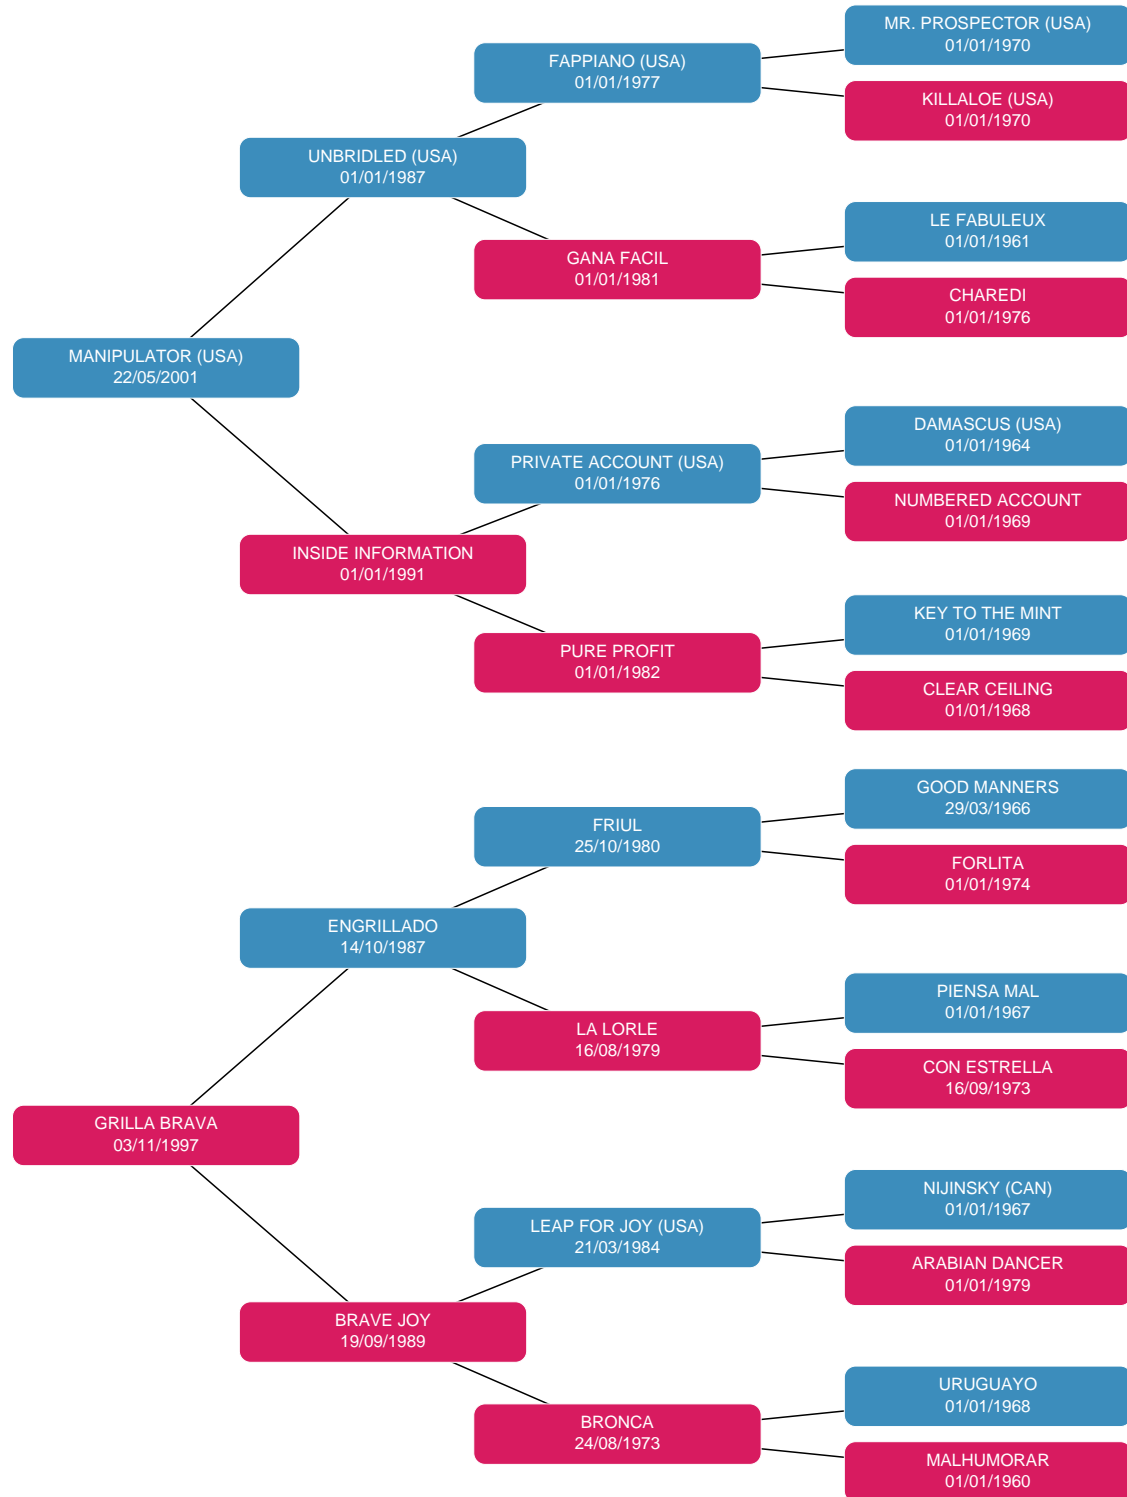 MR. PROSPECTOR (USA)
01/01/1970
FAPPIANO (USA)
01/01/1977
KILLALOE (USA)
01/01/1970
UNBRIDLED (USA)
01/01/1987
LE FABULEUX
01/01/1961
GANA FACIL
01/01/1981
CHAREDI
01/01/1976
MANIPULATOR (USA)
22/05/2001
DAMASCUS (USA)
01/01/1964
PRIVATE ACCOUNT (USA)
01/01/1976
NUMBERED ACCOUNT
01/01/1969
INSIDE INFORMATION
01/01/1991
KEY TO THE MINT
01/01/1969
PURE PROFIT
01/01/1982
CLEAR CEILING
01/01/1968
GOOD MANNERS
29/03/1966
FRIUL
25/10/1980
FORLITA
01/01/1974
ENGRILLADO
14/10/1987
PIENSA MAL
01/01/1967
LA LORLE
16/08/1979
CON ESTRELLA
16/09/1973
GRILLA BRAVA
03/11/1997
NIJINSKY (CAN)
01/01/1967
LEAP FOR JOY (USA)
21/03/1984
ARABIAN DANCER
01/01/1979
BRAVE JOY
19/09/1989
URUGUAYO
01/01/1968
BRONCA
24/08/1973
MALHUMORAR
01/01/1960